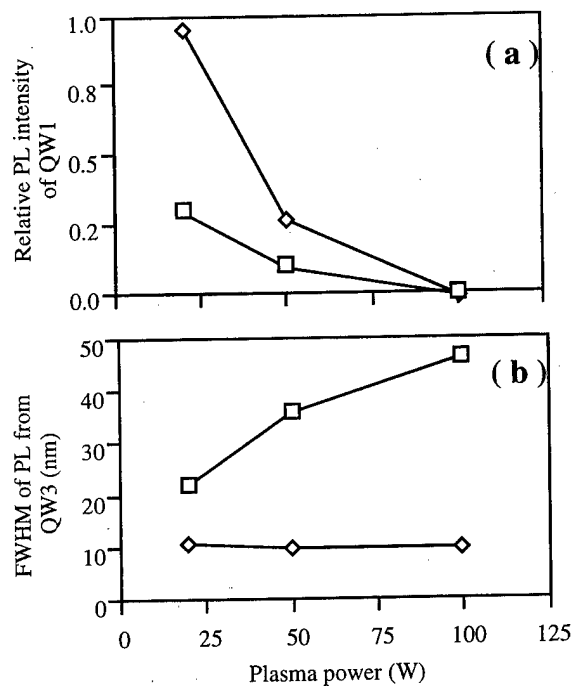 1.0
( a )
0.8
0.5
0.2
0.0
Relative PL intensity
of QW1
50
( b )
40
30
20
10
0
FWHM of PL from
QW3 (nm)
0 25 50 75 100 125
Plasma power (W)